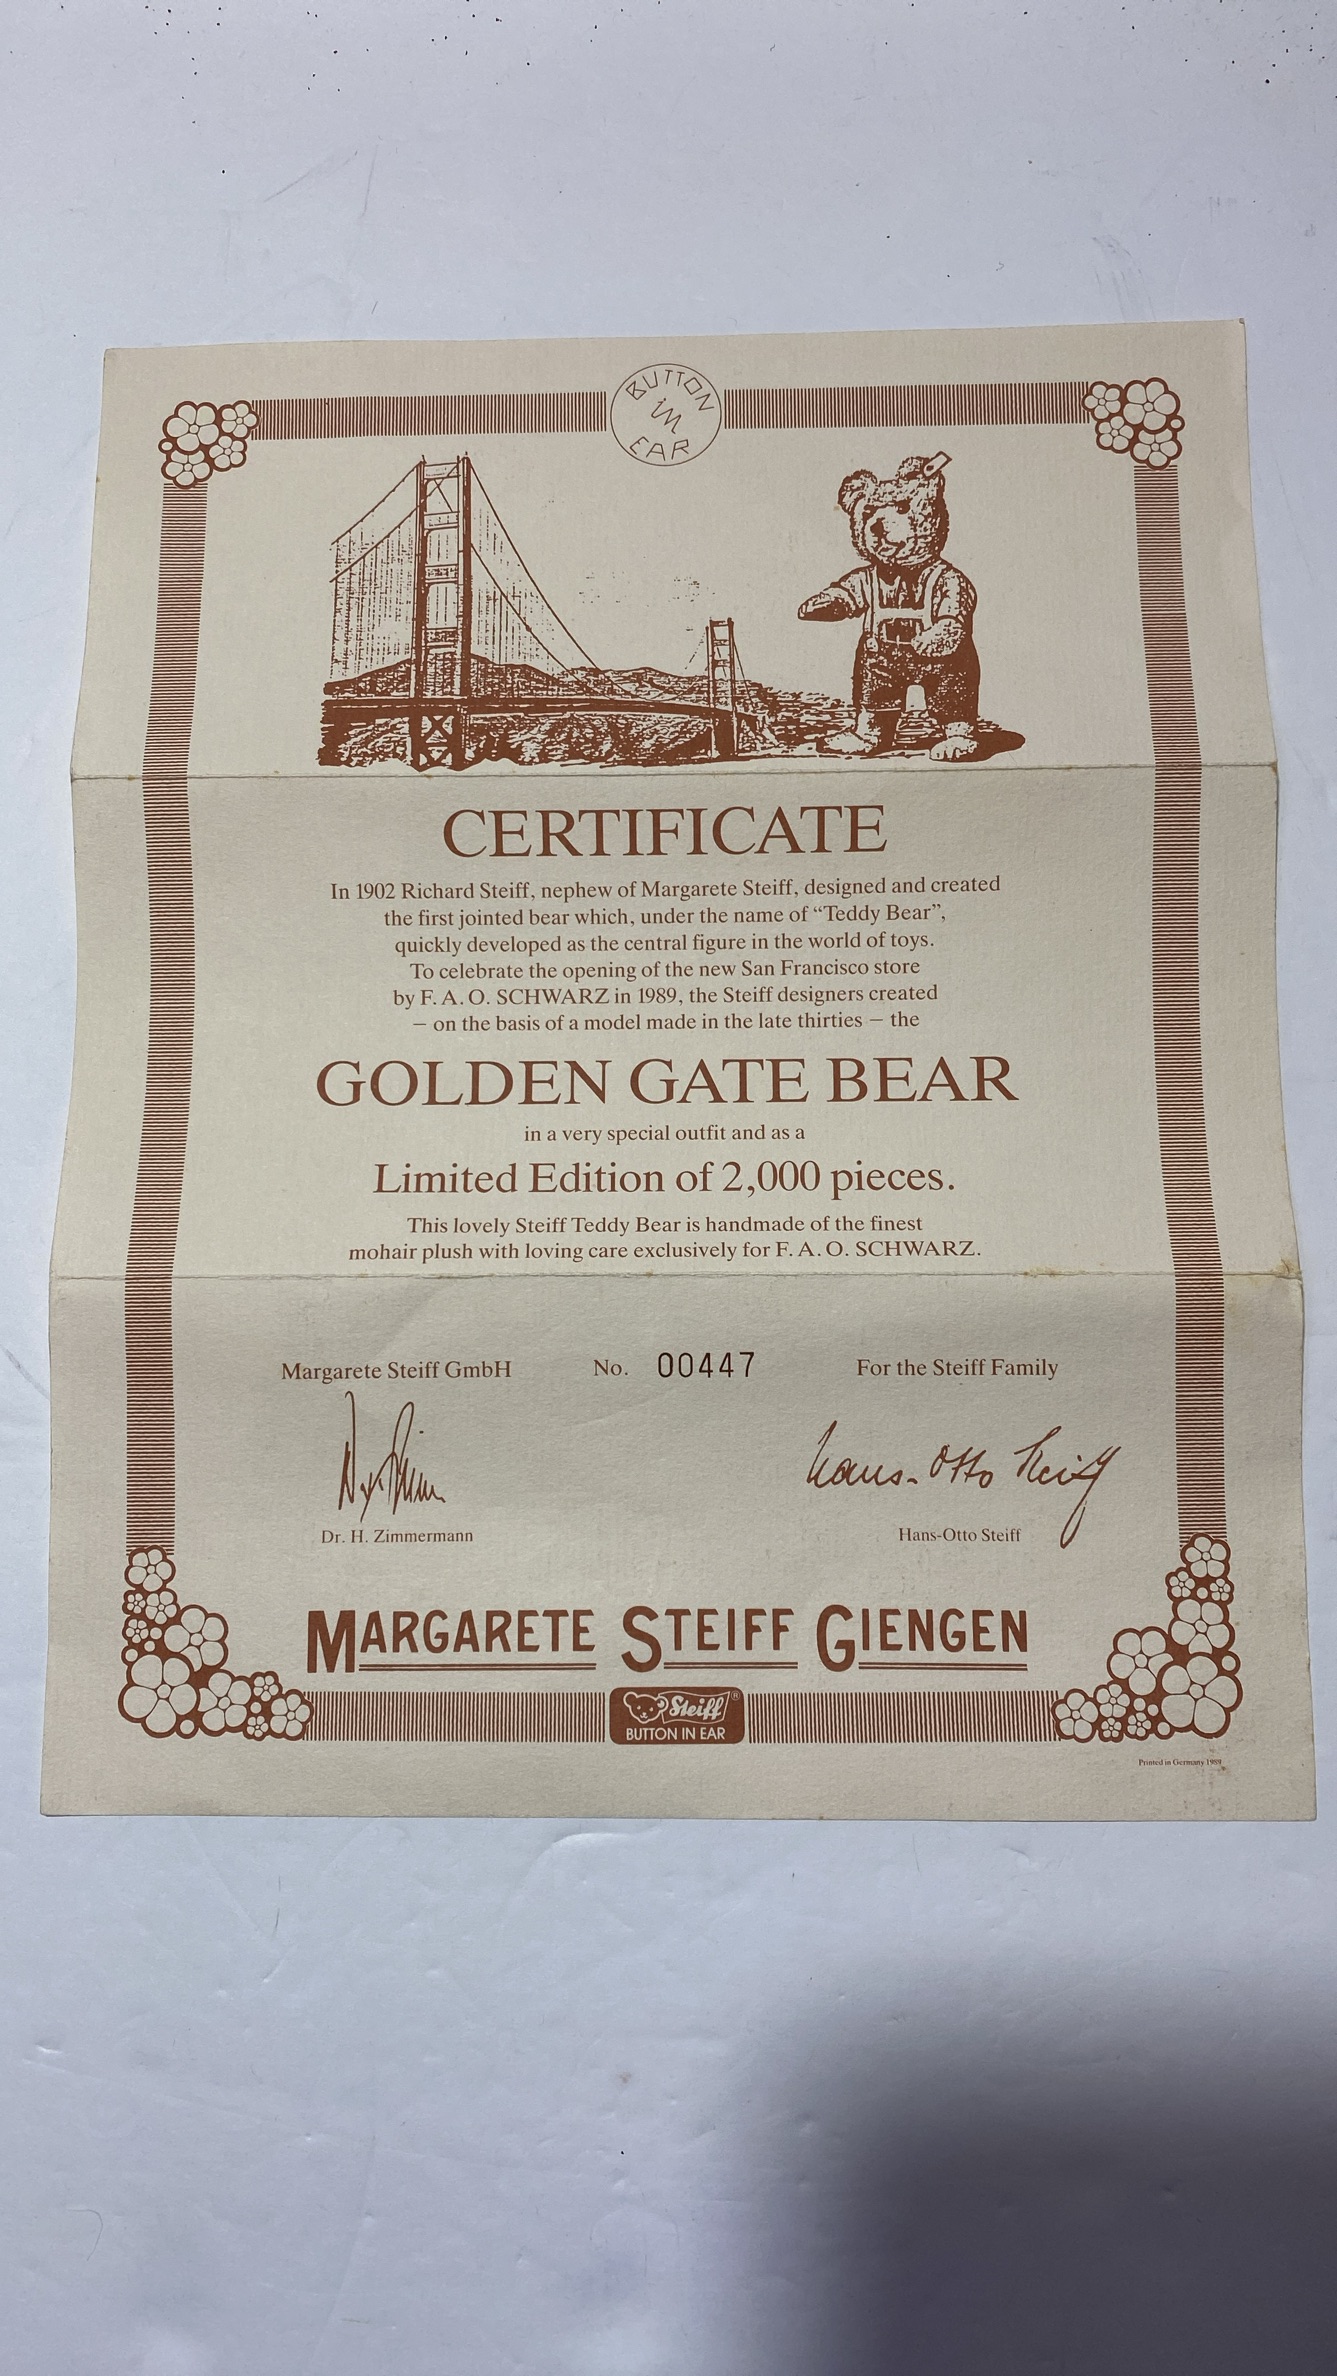 BUTTON
in
EAR
CERTIFICATE
In 1902 Richard Steiff, nephew of Margarete Steiff, designed and created
the first jointed bear which, under the name of “Teddy Bear”,
quickly developed as the central figure in the world of toys.
To celebrate the opening of the new San Francisco store
by F. A. O. SCHWARZ in 1989, the Steiff designers created
– on the basis of a model made in the late thirties – the
GOLDEN GATE BEAR
in a very special outfit and as a
Limited Edition of 2,000 pieces.
This lovely Steiff Teddy Bear is handmade of the finest
mohair plush with loving care exclusively for F. A. O. SCHWARZ.
Margarete Steiff GmbH No. 00447 For the Steiff Family
Hans-Otto Steiff
Dr. H. Zimmermann Hans-Otto Steiff
MARGARETE STEIFF GIENGEN
Steiff®
BUTTON IN EAR
Printed in Germany 1989